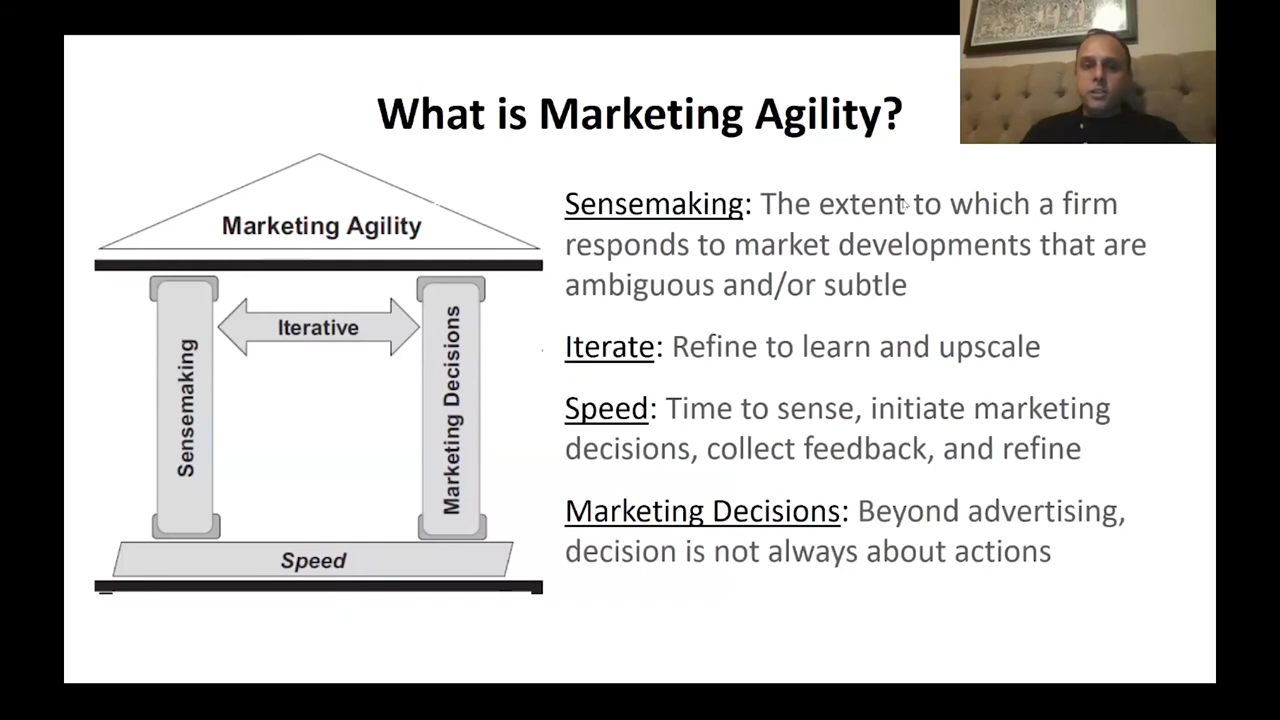 What is Marketing Agility?
Marketing Agility
Iterative
Sensemaking
Marketing Decisions
Speed
Sensemaking: The extent to which a firm
responds to market developments that are
ambiguous and/or subtle
Iterate: Refine to learn and upscale
Speed: Time to sense, initiate marketing
decisions, collect feedback, and refine
Marketing Decisions: Beyond advertising,
decision is not always about actions